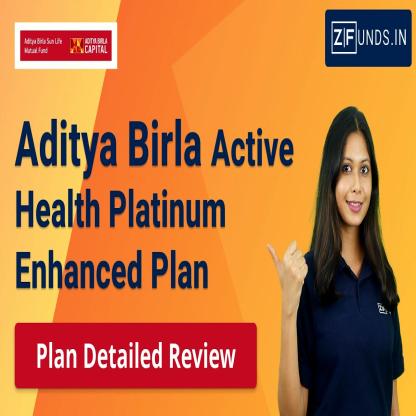 Aditya Birla Sun Life
Mutual Fund
ADITYA BIRLA
CAPITAL
ZFUNDS.IN
Aditya Birla Active
Health Platinum
Enhanced Plan
Plan Detailed Review